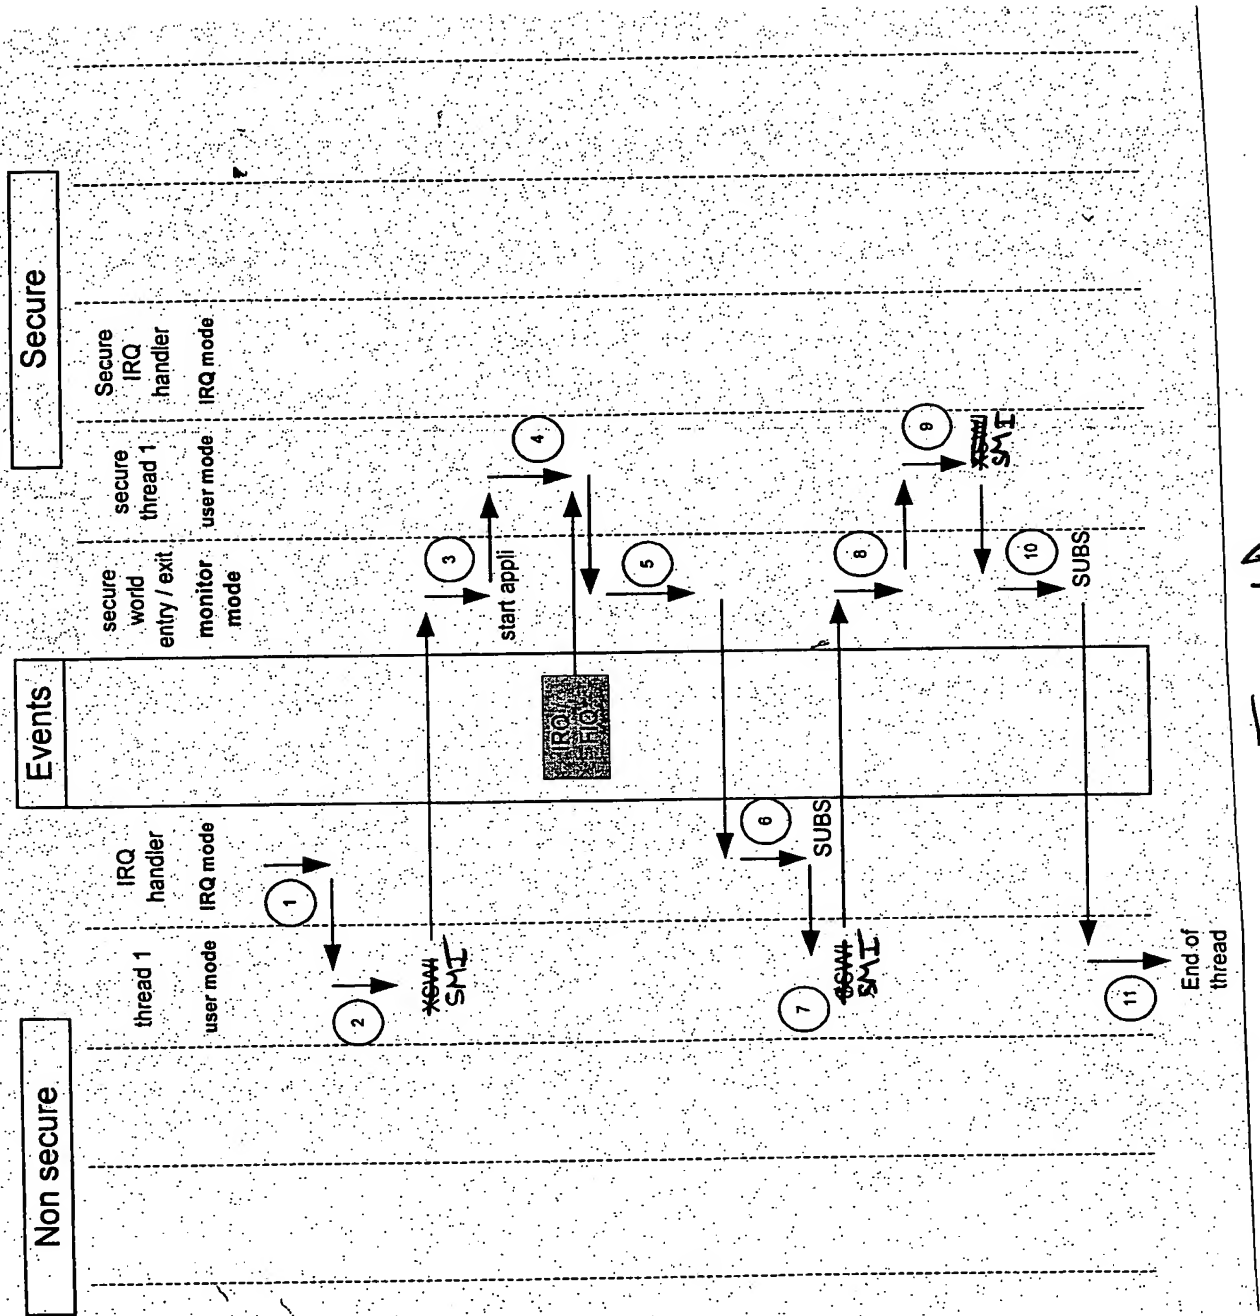 Non secure
Events
Secure
thread 1
user mode
IRQ
handler
IRQ mode
secure
world
entry / exit
monitor
mode
secure
thread 1
user mode
Secure
IRQ
handler
IRQ mode
1
2
XSWI
SMI
3
start appli
4
IRQ /
FIQ
5
6
SUBS
7
SMI
8
9
SMI
10
SUBS
11
End of
thread